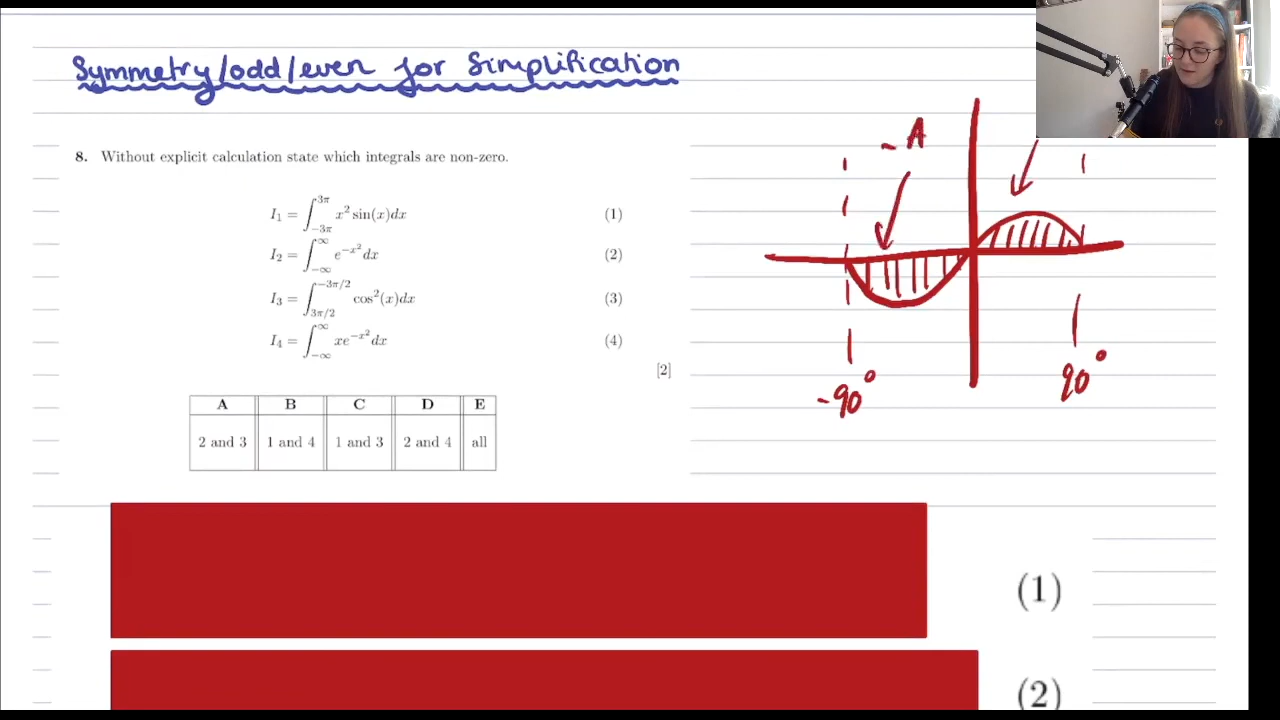 Symmetry/odd/even for Simplification
8. Without explicit calculation state which integrals are non-zero.
I₁ = ∫_{-3π}^{3π} x² sin(x)dx (1)
I₂ = ∫_{-∞}^{∞} e^{-x²} dx (2)
I₃ = ∫_{3π/2}^{-3π/2} cos²(x)dx (3)
I₄ = ∫_{-∞}^{∞} xe^{-x²} dx (4)
[2]
A B C D E
2 and 3 1 and 4 1 and 3 2 and 4 all
-A
-90°
90°
(1)
(2)